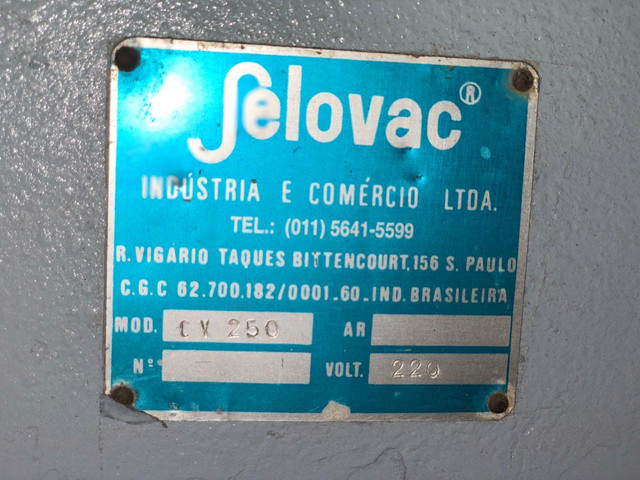 Selovac®
INDÚSTRIA E COMÉRCIO LTDA.
TEL.: (011) 5641-5599
R. VIGARIO TAQUES BITTENCOURT, 156 S. PAULO
C.G.C 62.700.182/0001-60-IND. BRASILEIRA
MOD. CV 250 AR
Nº VOLT. 220